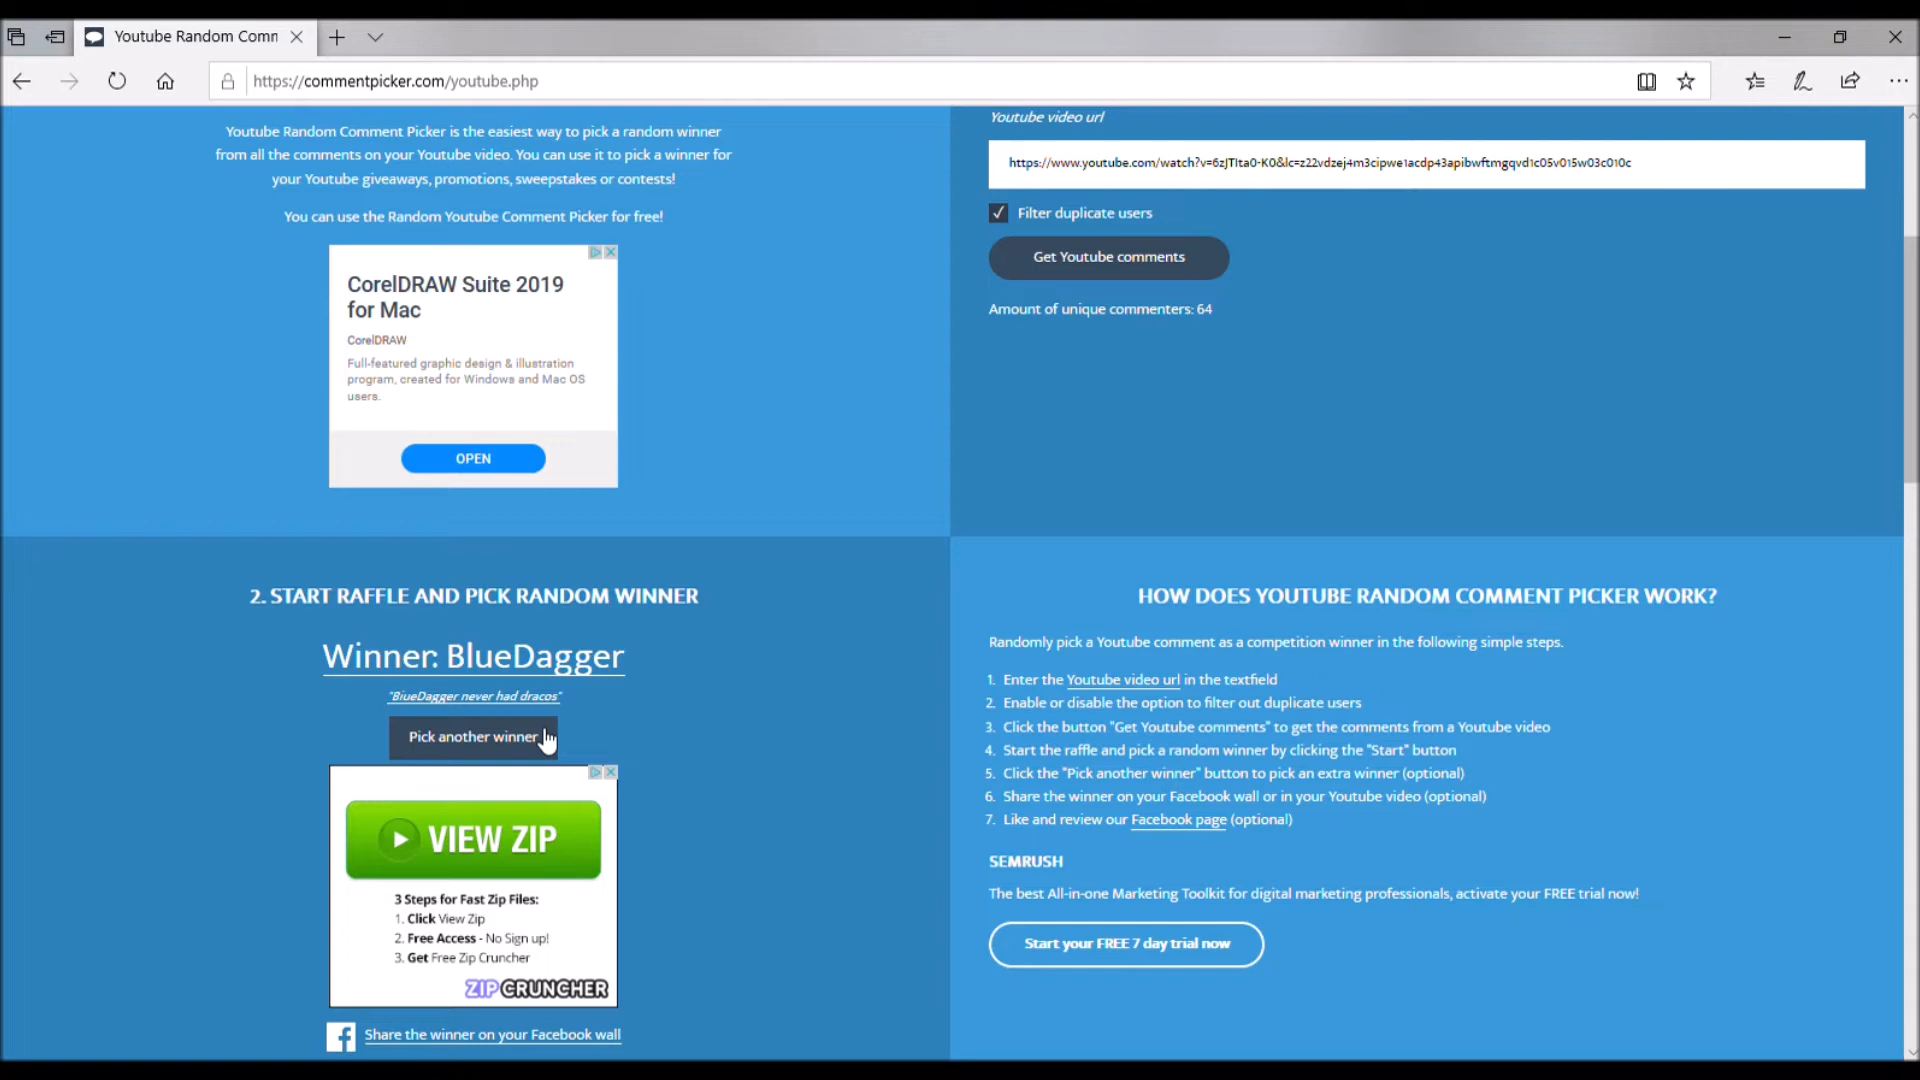 Youtube Random Comm
https://commentpicker.com/youtube.php
Youtube Random Comment Picker is the easiest way to pick a random winner
from all the comments on your Youtube video. You can use it to pick a winner for
your Youtube giveaways, promotions, sweepstakes or contests!
You can use the Random Youtube Comment Picker for free!
CorelDRAW Suite 2019
for Mac
CorelDRAW
Full-featured graphic design & illustration
program, created for Windows and Mac OS
users.
OPEN
Youtube video url
https://www.youtube.com/watch?v=6zJTIta0-K0&lc=z22vdzej4m3cipwe1acdp43apibwftmgqvd1c05v015w03c010c
Filter duplicate users
Get Youtube comments
Amount of unique commenters: 64
2. START RAFFLE AND PICK RANDOM WINNER
Winner: BlueDagger
"BlueDagger never had dracos"
Pick another winner
VIEW ZIP
3 Steps for Fast Zip Files:
1. Click View Zip
2. Free Access - No Sign up!
3. Get Free Zip Cruncher
ZIP CRUNCHER
Share the winner on your Facebook wall
HOW DOES YOUTUBE RANDOM COMMENT PICKER WORK?
Randomly pick a Youtube comment as a competition winner in the following simple steps.
1. Enter the Youtube video url in the textfield
2. Enable or disable the option to filter out duplicate users
3. Click the button "Get Youtube comments" to get the comments from a Youtube video
4. Start the raffle and pick a random winner by clicking the "Start" button
5. Click the "Pick another winner" button to pick an extra winner (optional)
6. Share the winner on your Facebook wall or in your Youtube video (optional)
7. Like and review our Facebook page (optional)
SEMRUSH
The best All-in-one Marketing Toolkit for digital marketing professionals, activate your FREE trial now!
Start your FREE 7 day trial now